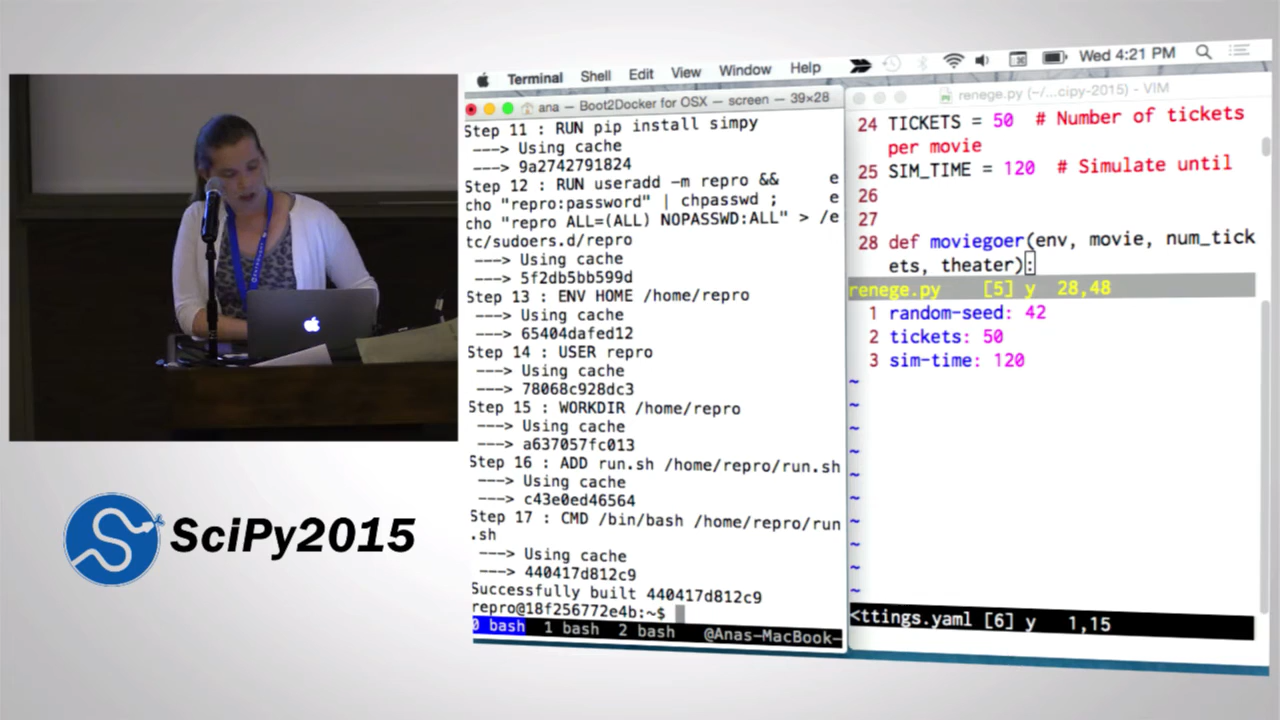 Terminal Shell Edit View Window Help Wed 4:21 PM
ana — Boot2Docker for OSX — screen — 39×28
Step 11 : RUN pip install simpy
---> Using cache
---> 9a2742791824
Step 12 : RUN useradd -m repro && e
cho "repro:password" | chpasswd ; e
cho "repro ALL=(ALL) NOPASSWD:ALL" > /e
tc/sudoers.d/repro
---> Using cache
---> 5f2db5bb599d
Step 13 : ENV HOME /home/repro
---> Using cache
---> 65404dafed12
Step 14 : USER repro
---> Using cache
---> 78068c928dc3
Step 15 : WORKDIR /home/repro
---> Using cache
---> a637057fc013
Step 16 : ADD run.sh /home/repro/run.sh
---> Using cache
---> c43e0ed46564
Step 17 : CMD /bin/bash /home/repro/run
.sh
---> Using cache
---> 440417d812c9
Successfully built 440417d812c9
repro@18f256772e4b:~$
0 bash 1 bash 2 bash @Anas-MacBook-
renege.py (~/...cipy-2015) - VIM
24 TICKETS = 50 # Number of tickets
per movie
25 SIM_TIME = 120 # Simulate until
26
27
28 def moviegoer(env, movie, num_tick
ets, theater):
renege.py [5] y 28,48
1 random-seed: 42
2 tickets: 50
3 sim-time: 120
~
~
~
~
~
~
~
~
~
~
<ttings.yaml [6] y 1,15
SciPy2015